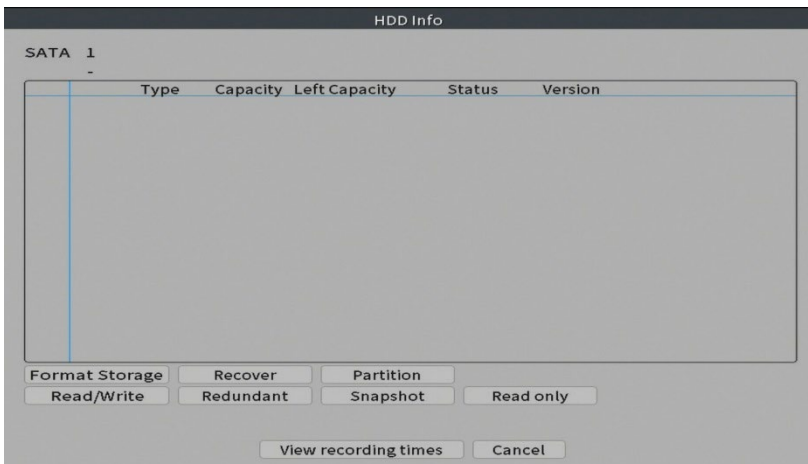 HDD Info
SATA 1
-
Type Capacity Left Capacity Status Version
Format Storage Recover Partition
Read/Write Redundant Snapshot Read only
View recording times Cancel